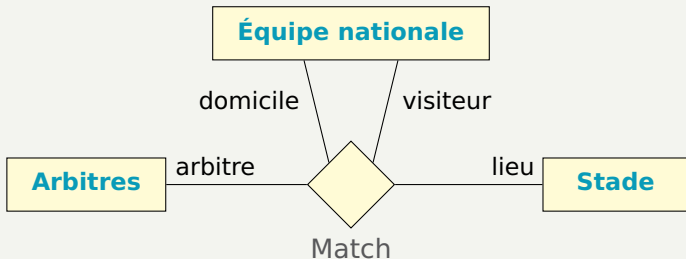 Équipe nationale
domicile visiteur
Arbitres arbitre lieu Stade
Match